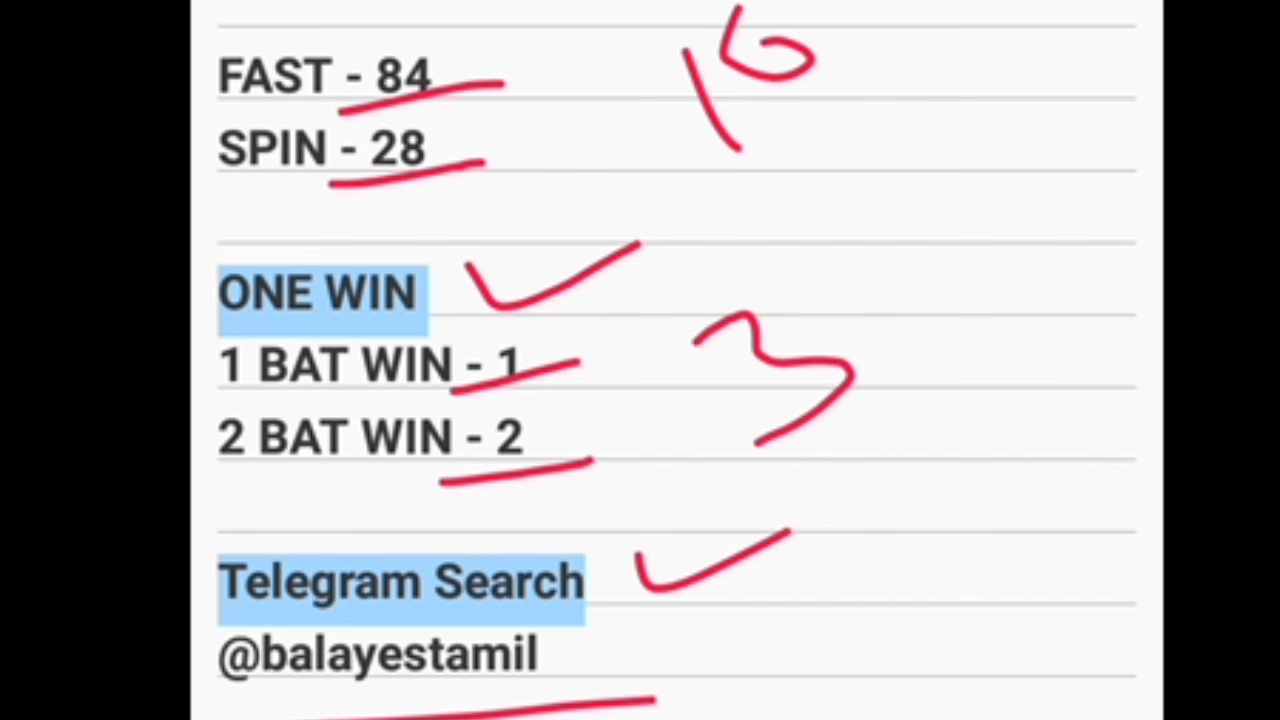 FAST - 84
16
SPIN - 28
ONE WIN
1 BAT WIN - 1
3
2 BAT WIN - 2
Telegram Search
@balayestamil